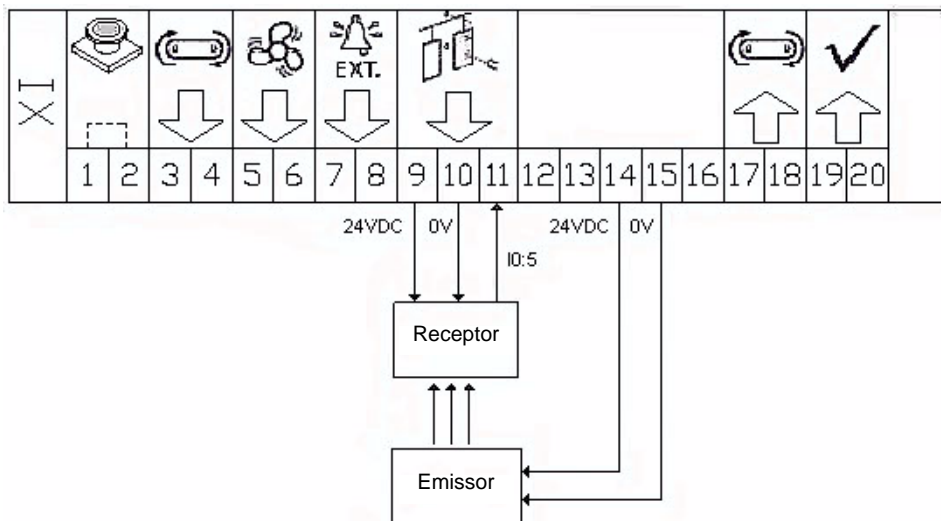 EXT.
XI
1 2 3 4 5 6 7 8 9 10 11 12 13 14 15 16 17 18 19 20
24VDC 0V 24VDC 0V
I0:5
Receptor
Emissor